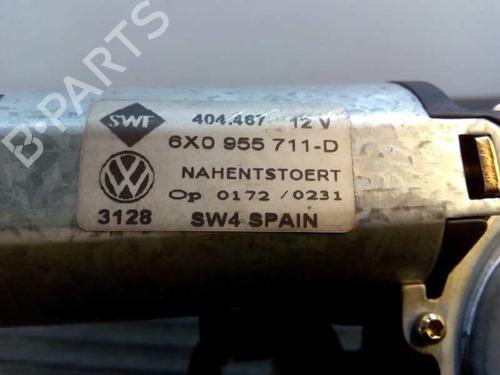 SWF 404.467 12 V
6X0 955 711-D
NAHENTSTOERT
Op 0172 / 0231
3128 SW4 SPAIN
B-PARTS